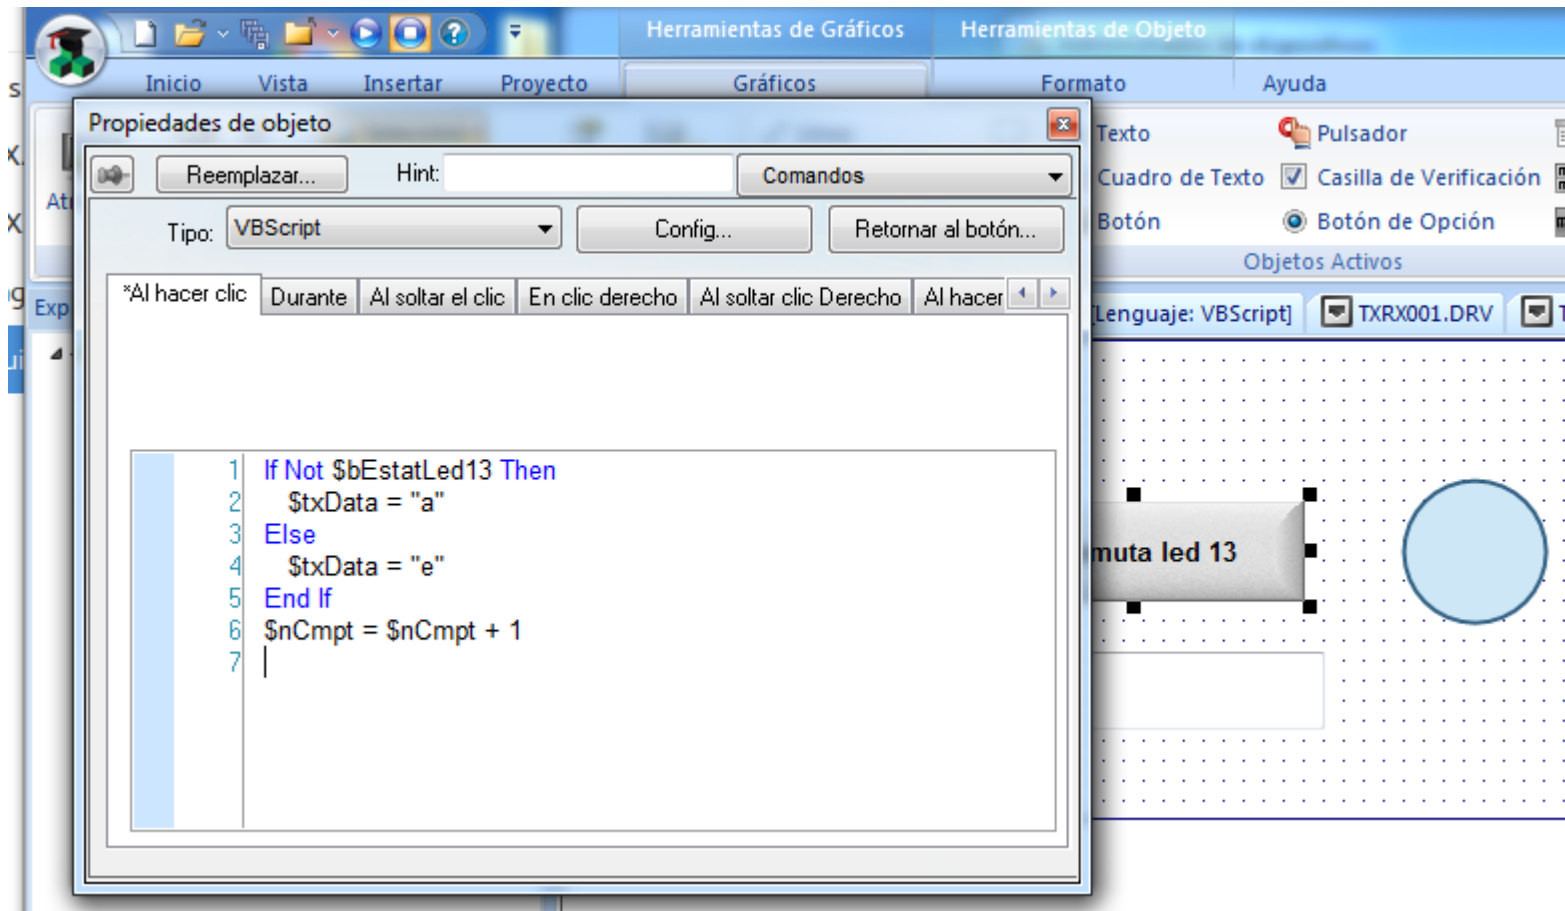 Herramientas de Gráficos
Herramientas de Objeto
Inicio
Vista
Insertar
Proyecto
Gráficos
Formato
Ayuda
Propiedades de objeto
Reemplazar...
Hint:
Comandos
Tipo:
VBScript
Config...
Retornar al botón...
*Al hacer clic
Durante
Al soltar el clic
En clic derecho
Al soltar clic Derecho
Al hacer
1 If Not $bEstatLed13 Then
2 $txData = "a"
3 Else
4 $txData = "e"
5 End If
6 $nCmpt = $nCmpt + 1
7
Texto
Pulsador
Cuadro de Texto
Casilla de Verificación
Botón
Botón de Opción
Objetos Activos
[Lenguaje: VBScript]
TXRX001.DRV
muta led 13
Exp